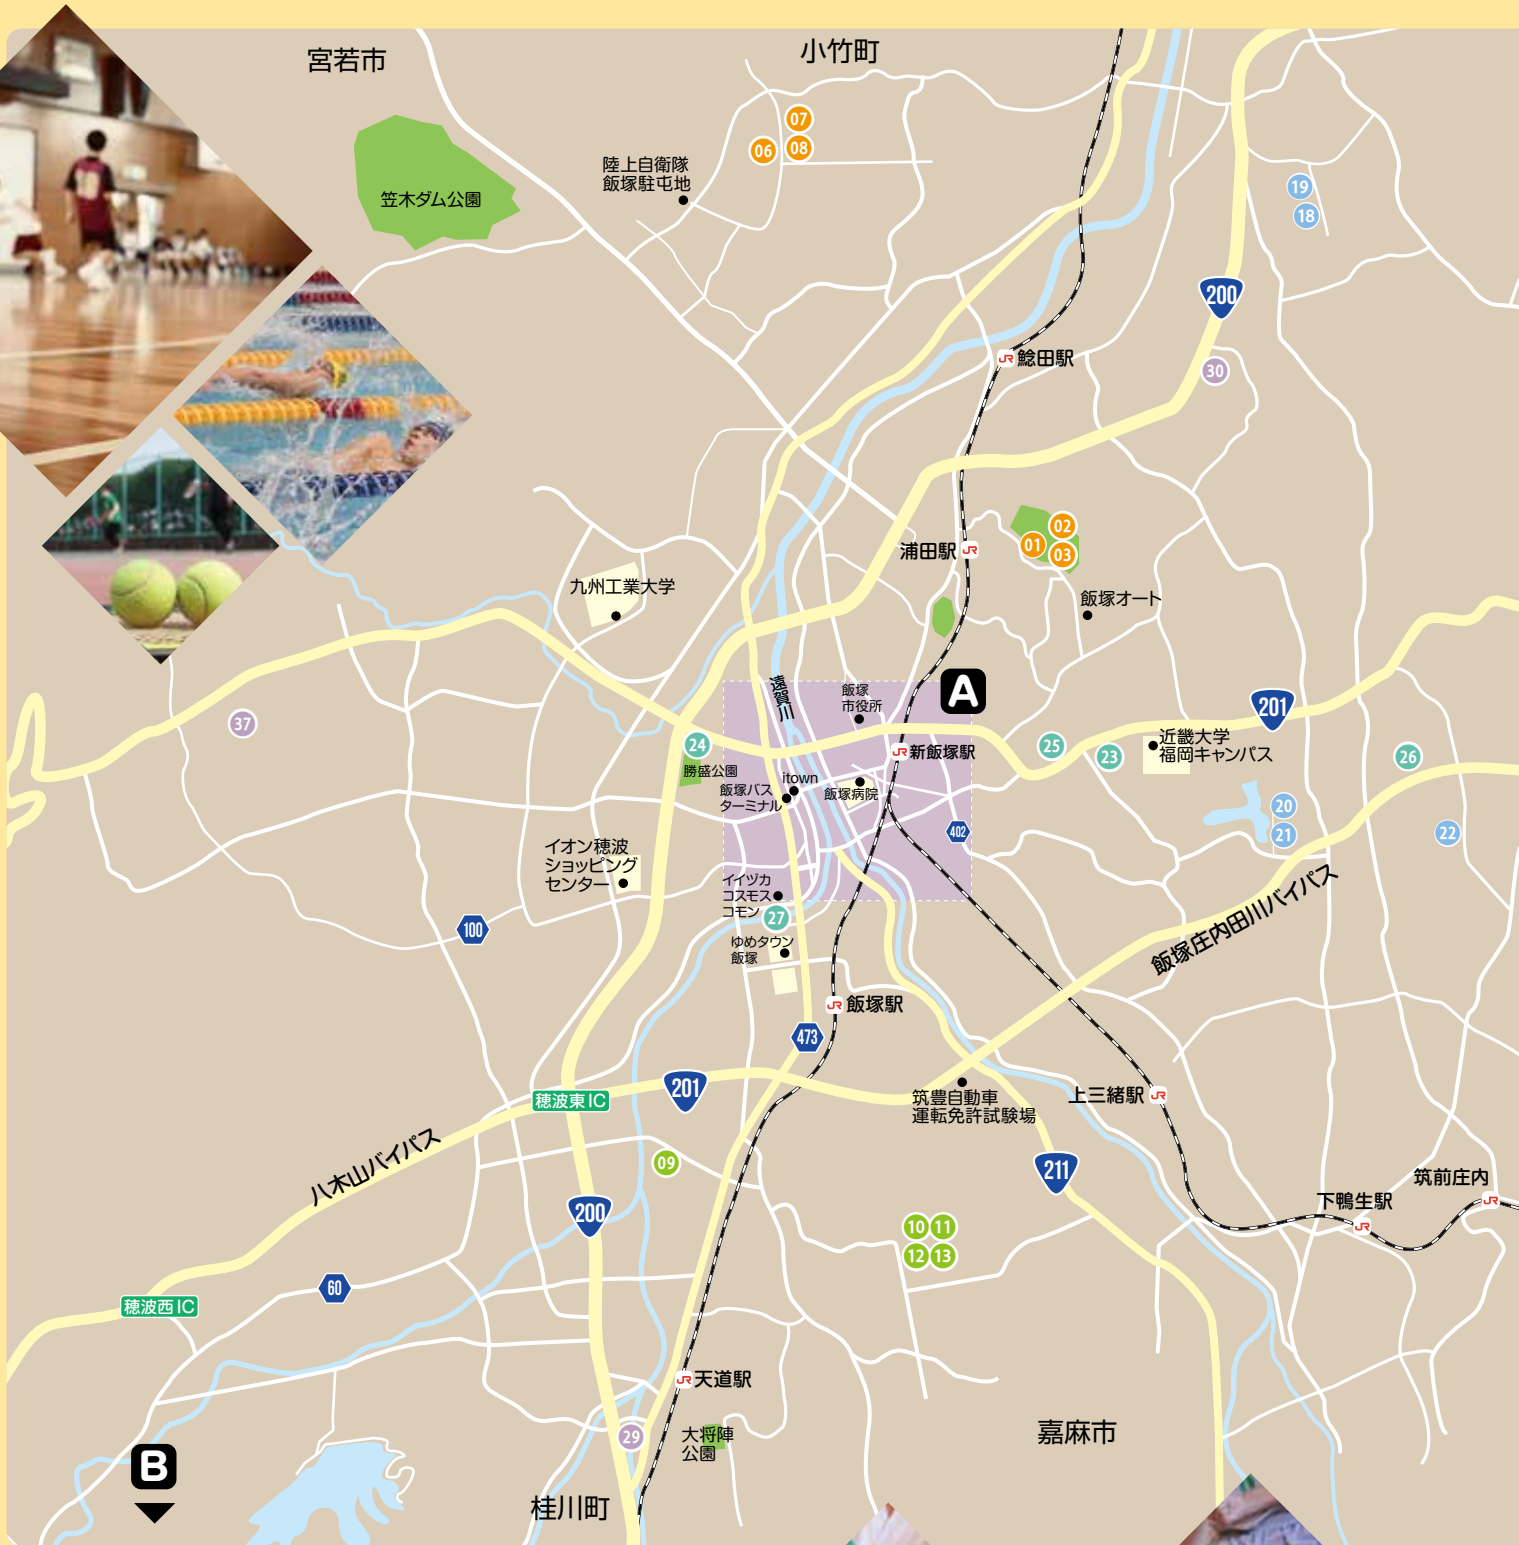 宮若市
小竹町
07
06
08
陸上自衛隊
飯塚駐屯地
笠木ダム公園
19
18
200
JR
鯰田駅
30
浦田駅
JR
02
01
03
九州工業大学
飯塚オート
A
遠賀川
飯塚
市役所
201
37
24
JR
新飯塚駅
25
23
近畿大学
福岡キャンパス
26
勝盛公園
itown
飯塚バス
ターミナル
飯塚病院
20
21
22
402
イオン穂波
ショッピング
センター
イイヅカ
コスモス
コモン
27
100
ゆめタウン
飯塚
飯塚庄内田川バイパス
JR
飯塚駅
473
201
穂波東IC
筑豊自動車
運転免許試験場
上三緒駅
JR
八木山バイパス
09
211
200
10
11
12
13
筑前庄内
JR
下鴨生駅
JR
60
穂波西IC
JR
天道駅
29
大将陣
公園
嘉麻市
B
桂川町